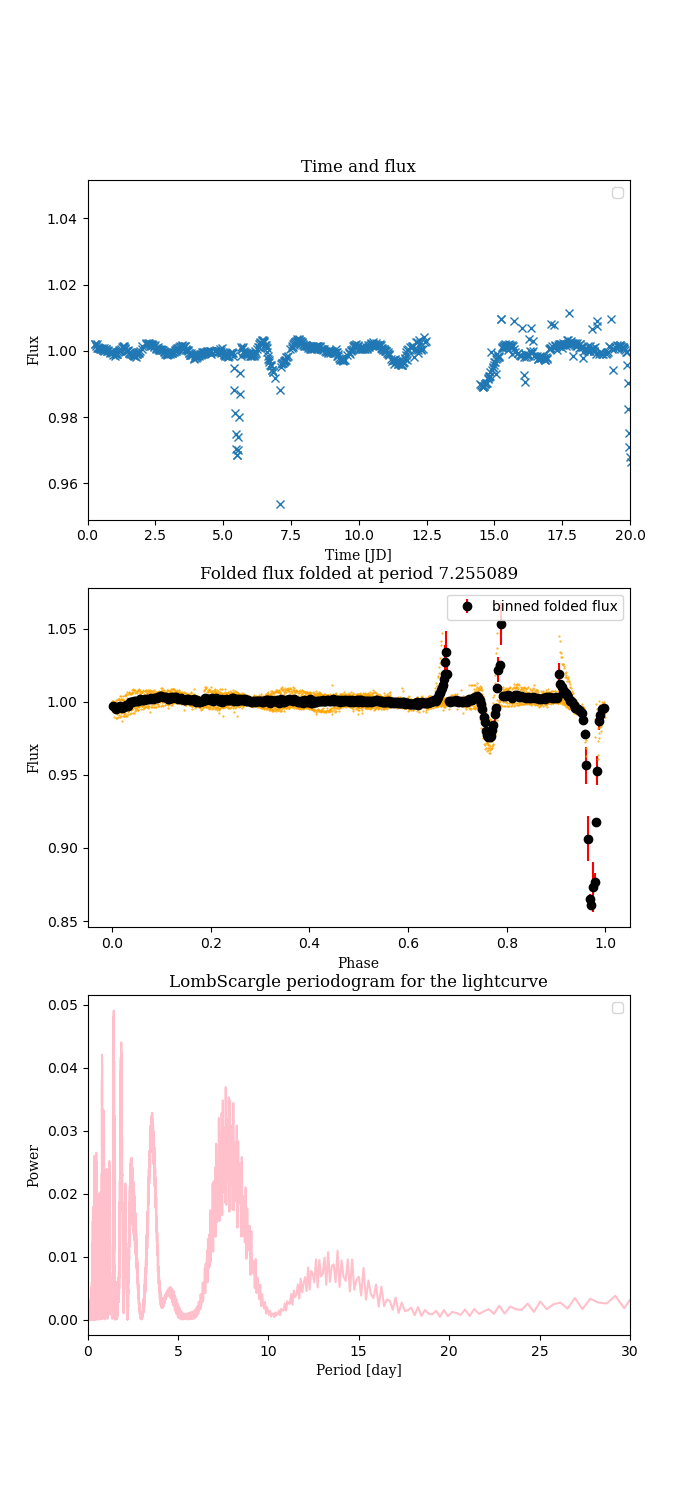 Time and flux
1.04
1.02
1.00
0.98
0.96
Flux
0.0 2.5 5.0 7.5 10.0 12.5 15.0 17.5 20.0
Time [JD]
Folded flux folded at period 7.255089
binned folded flux
1.05
1.00
0.95
0.90
0.85
Flux
0.0 0.2 0.4 0.6 0.8 1.0
Phase
LombScargle periodogram for the lightcurve
0.05
0.04
0.03
0.02
0.01
0.00
Power
0 5 10 15 20 25 30
Period [day]